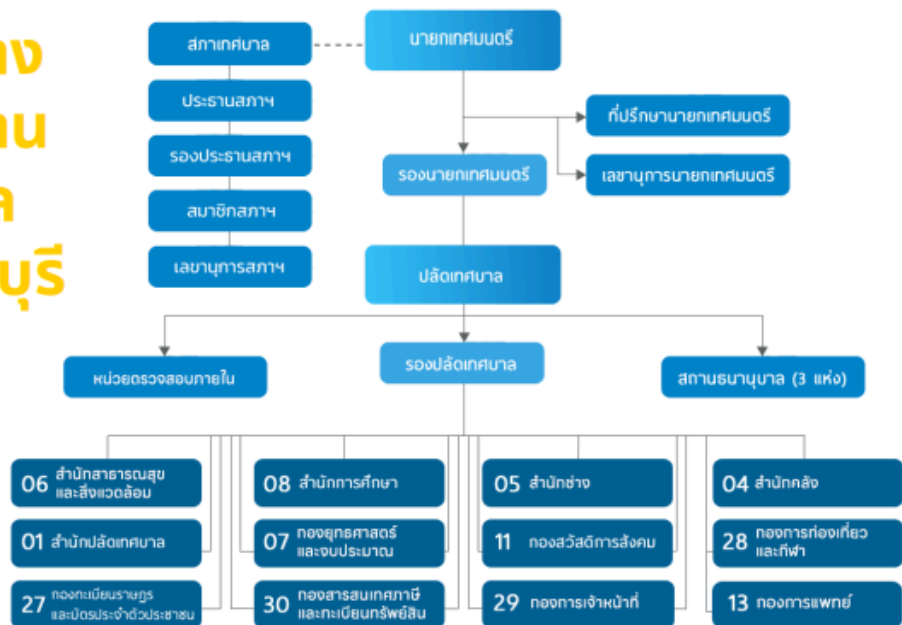 าง
าน
ล
บุรี
สภาเทศบาล
นายกเทศมนตรี
ประธานสภาฯ
ที่ปรึกษานายกเทศมนตรี
รองประธานสภาฯ
รองนายกเทศมนตรี
เลขานุการนายกเทศมนตรี
สมาชิกสภาฯ
เลขานุการสภาฯ
ปลัดเทศบาล
หน่วยตรวจสอบภายใน
รองปลัดเทศบาล
สถานธนานุบาล (3 แห่ง)
06 สำนักสาธารณสุข
และสิ่งแวดล้อม
08 สำนักการศึกษา
05 สำนักช่าง
04 สำนักคลัง
01 สำนักปลัดเทศบาล
07 กองยุทธศาสตร์
และงบประมาณ
11 กองสวัสดิการสังคม
28 กองการท่องเที่ยว
และกีฬา
27 กองทะเบียนราษฎร
และบัตรประจำตัวประชาชน
30 กองสารสนเทศภาษี
และทะเบียนทรัพย์สิน
29 กองการเจ้าหน้าที่
13 กองการแพทย์